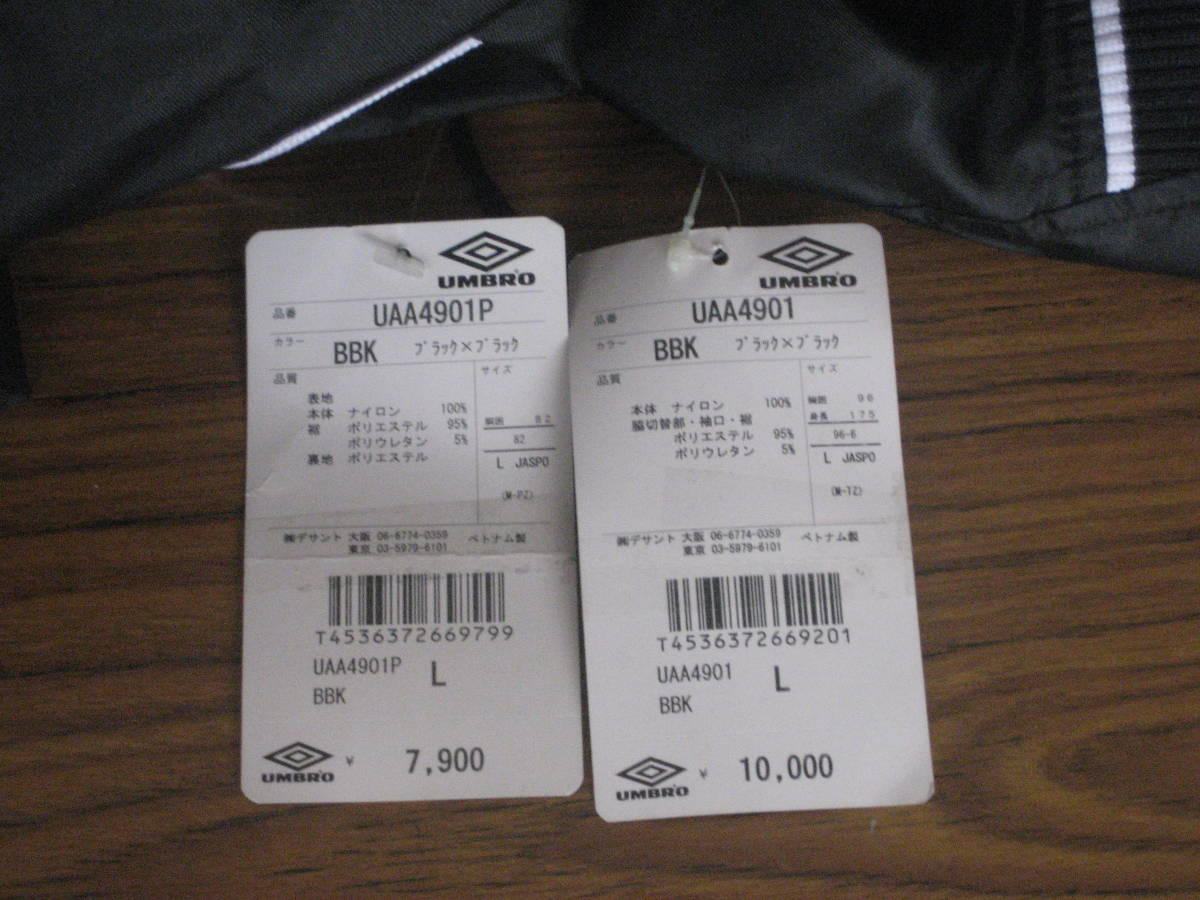 UMBRO
品番 UAA4901P
カラー BBK ﾌﾞﾗｯｸ×ﾌﾞﾗｯｸ
品質
表地
本体 ナイロン 100%
裾 ポリエステル 95%
ポリウレタン 5%
裏地 ポリエステル
サイズ
82
82
L JASPO
(M-PZ)
㈱デサント 大阪 06-6774-0359 ベトナム製
東京 03-5979-6101
T4536372669799
UAA4901P L
BBK
UMBRO ¥ 7,900
UMBRO
品番 UAA4901
カラー BBK ﾌﾞﾗｯｸ×ﾌﾞﾗｯｸ
品質
本体 ナイロン 100%
脇切替部・袖口・裾
ポリエステル 95%
ポリウレタン 5%
サイズ
胸囲 96
身長 175
96-6
L JASPO
(M-TZ)
㈱デサント 大阪 06-6774-0359 ベトナム製
東京 03-5979-6101
T4536372669201
UAA4901 L
BBK
UMBRO ¥ 10,000